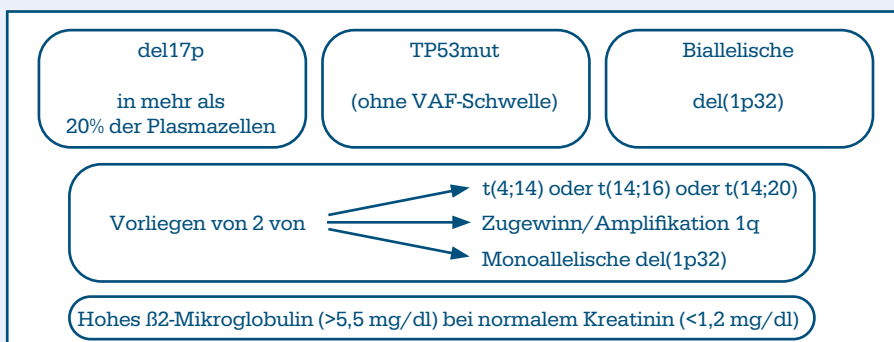 del17p
in mehr als
20% der Plasmazellen
TP53mut
(ohne VAF-Schwelle)
Biallelische
del(1p32)
Vorliegen von 2 von
t(4;14) oder t(14;16) oder t(14;20)
Zugewinn/Amplifikation 1q
Monoallelische del(1p32)
Hohes ß2-Mikroglobulin (>5,5 mg/dl) bei normalem Kreatinin (<1,2 mg/dl)